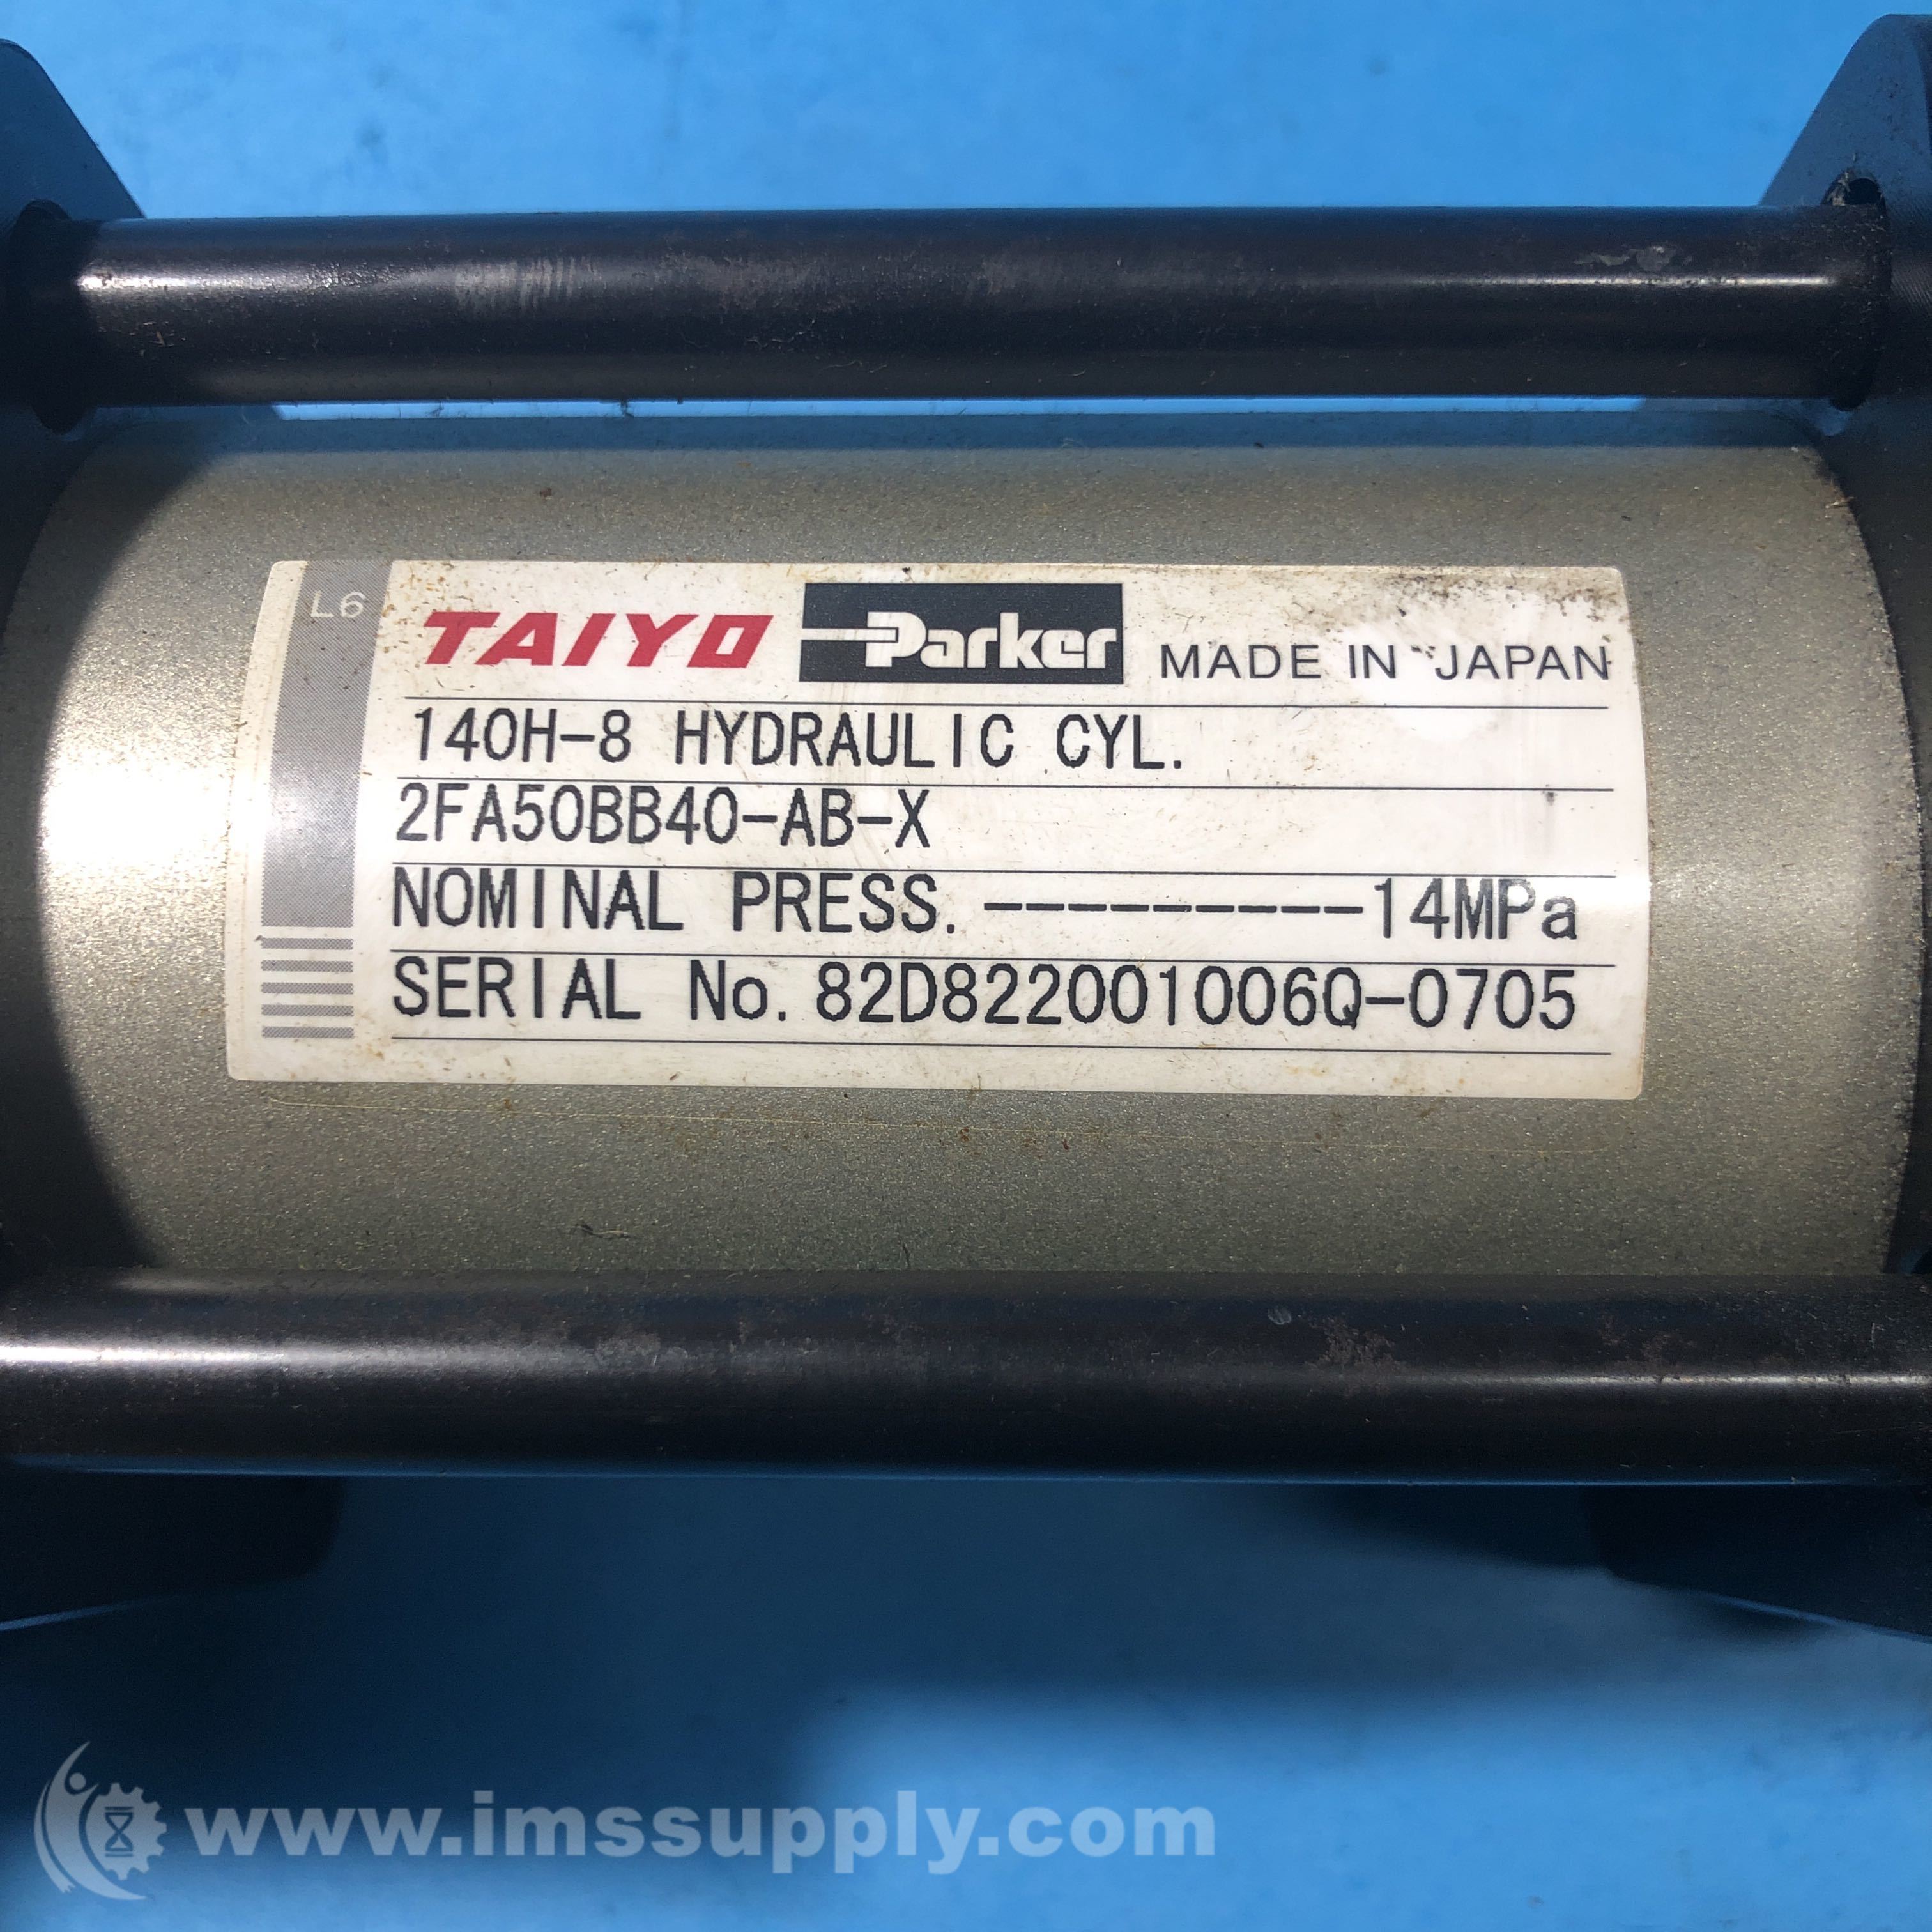 L6
TAIYO Parker MADE IN JAPAN
140H-8 HYDRAULIC CYL.
2FA50BB40-AB-X
NOMINAL PRESS. ---------14MPa
SERIAL No. 82D822001006Q-0705
www.imssupply.com